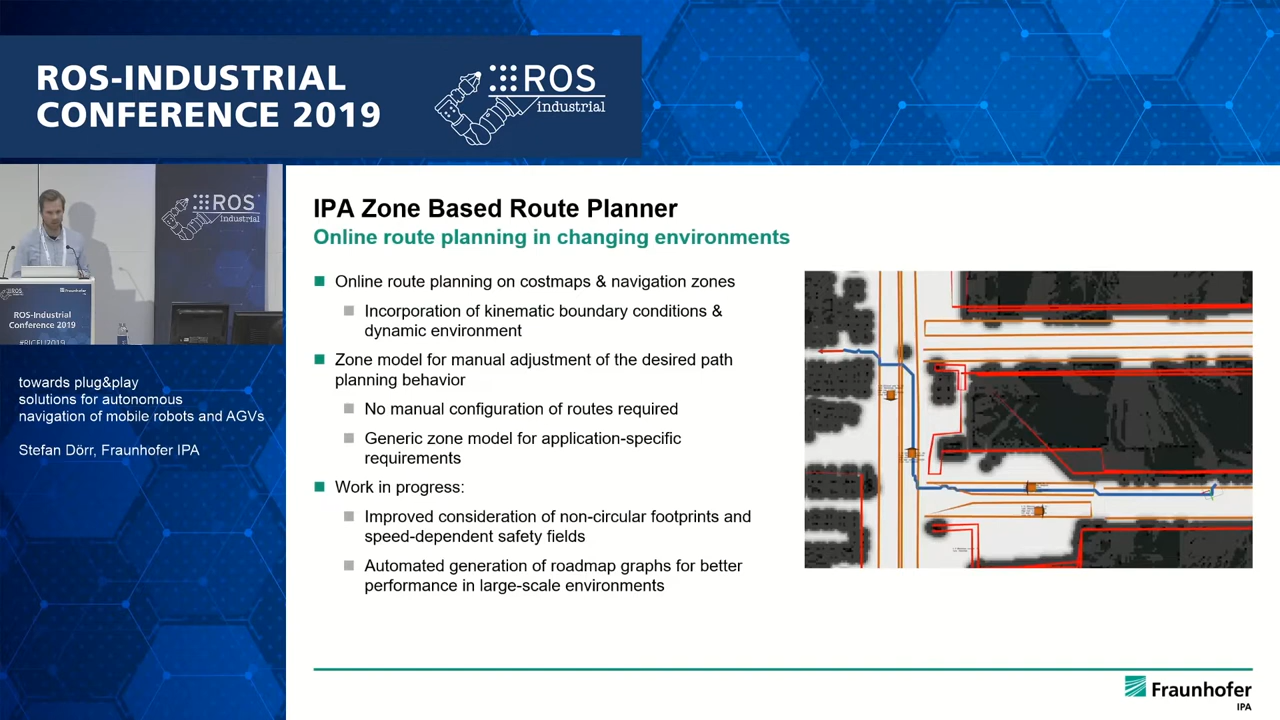 ROS-INDUSTRIAL
CONFERENCE 2019
ROS
industrial
ROS
industrial
Fraunhofer
ROS-Industrial
Conference 2019
#RICEU2019
towards plug&play
solutions for autonomous
navigation of mobile robots and AGVs
Stefan Dörr, Fraunhofer IPA
IPA Zone Based Route Planner
Online route planning in changing environments
Online route planning on costmaps & navigation zones
Incorporation of kinematic boundary conditions &
dynamic environment
Zone model for manual adjustment of the desired path
planning behavior
No manual configuration of routes required
Generic zone model for application-specific
requirements
Work in progress:
Improved consideration of non-circular footprints and
speed-dependent safety fields
Automated generation of roadmap graphs for better
performance in large-scale environments
Fraunhofer
IPA